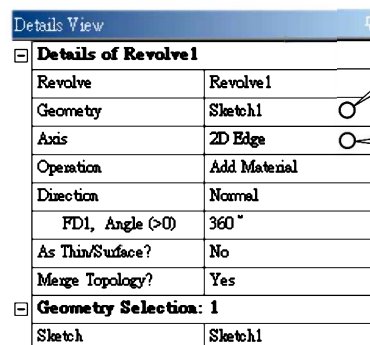 Details View
Details of Revolve1
Revolve Revolve1
Geometry Sketch1
Axis 2D Edge
Operation Add Material
Direction Normal
FD1, Angle (>0) 360°
As Thin/Surface? No
Merge Topology? Yes
Geometry Selection: 1
Sketch Sketch1